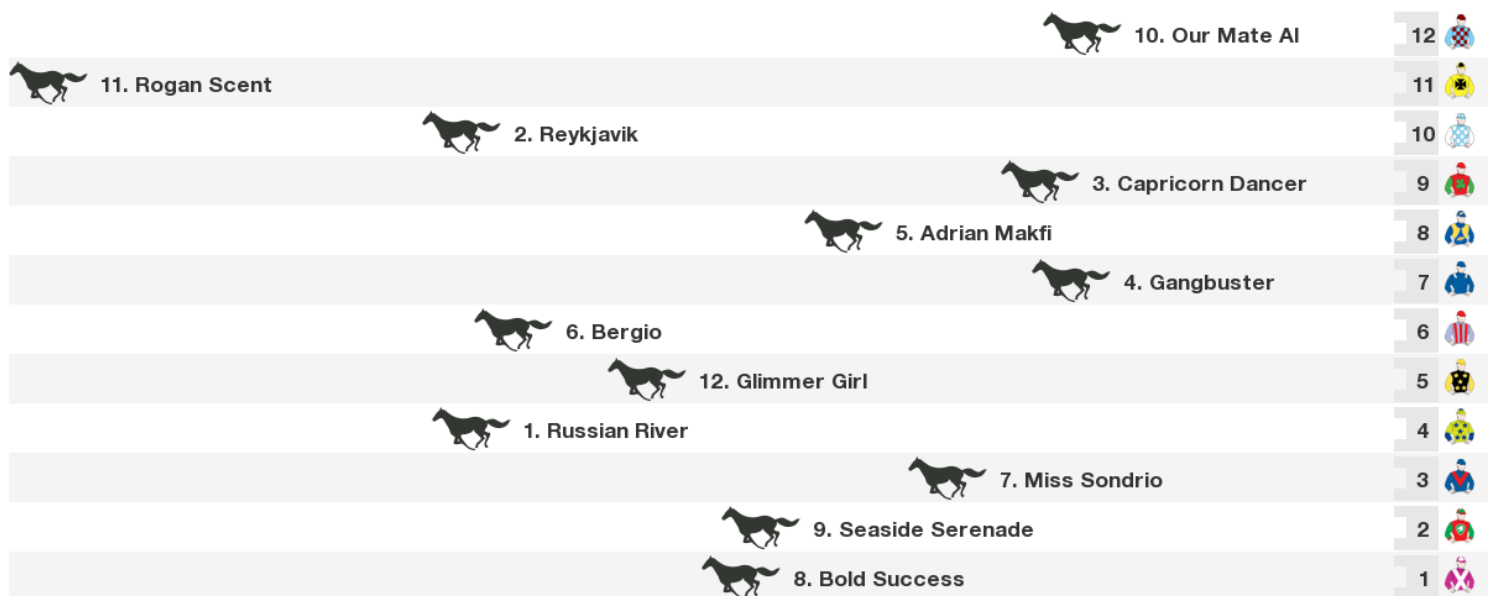 10. Our Mate Al 12
11. Rogan Scent 11
2. Reykjavik 10
3. Capricorn Dancer 9
5. Adrian Makfi 8
4. Gangbuster 7
6. Bergio 6
12. Glimmer Girl 5
1. Russian River 4
7. Miss Sondrio 3
9. Seaside Serenade 2
8. Bold Success 1